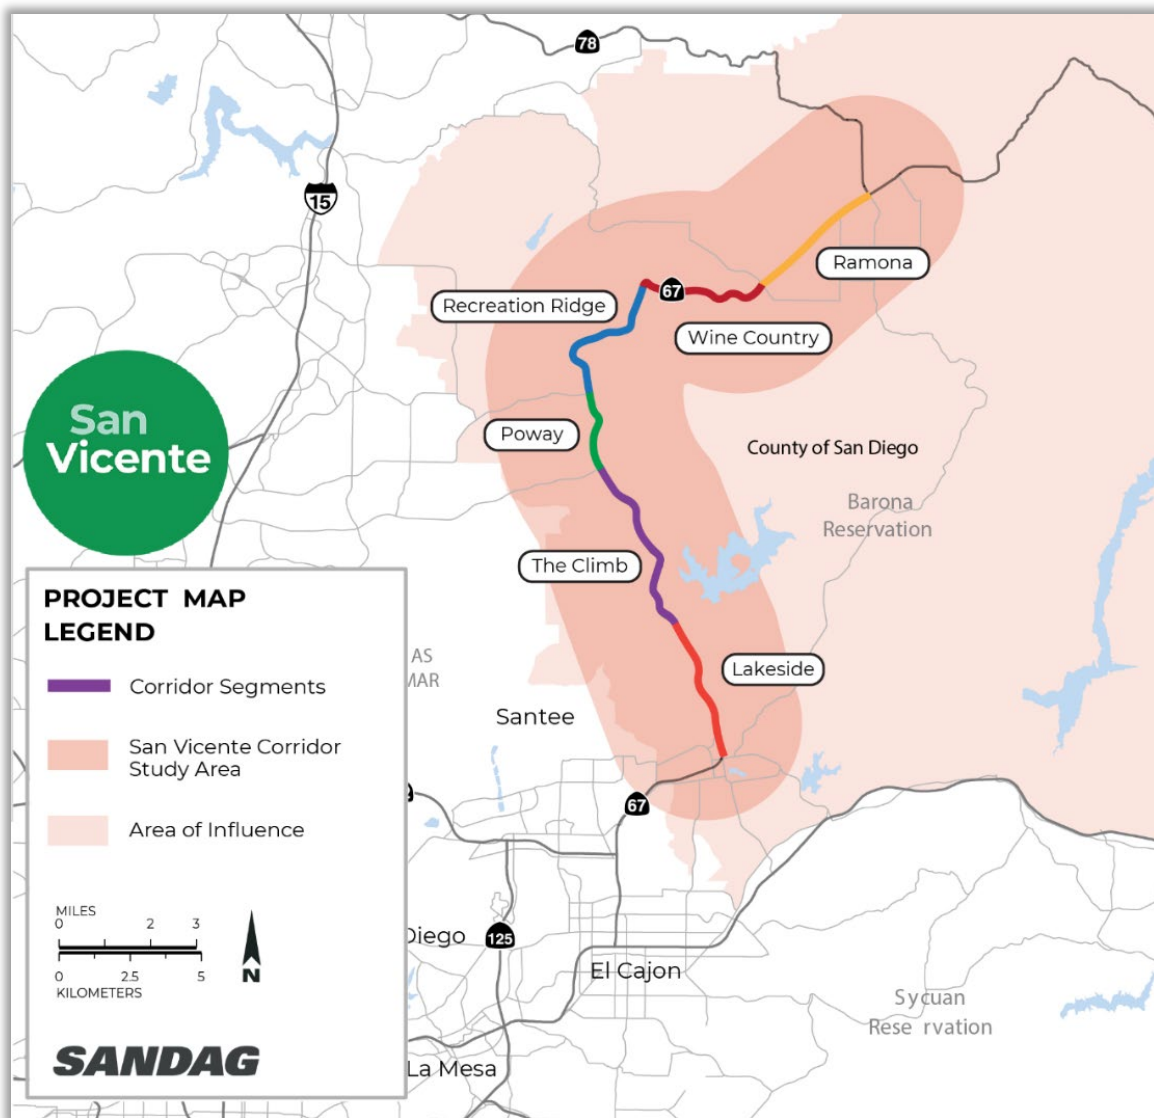 78
15
Ramona
67
Recreation Ridge
Wine Country
San
Vicente
Poway
County of San Diego
Barona
Reservation
The Climb
PROJECT MAP
LEGEND
AS
MAR
Corridor Segments
Lakeside
Santee
San Vicente Corridor
Study Area
67
Area of Influence
MILES
0 2 3
0 2.5 5
KILOMETERS
N
Diego
125
El Cajon
Sycuan
Rese rvation
SANDAG
La Mesa